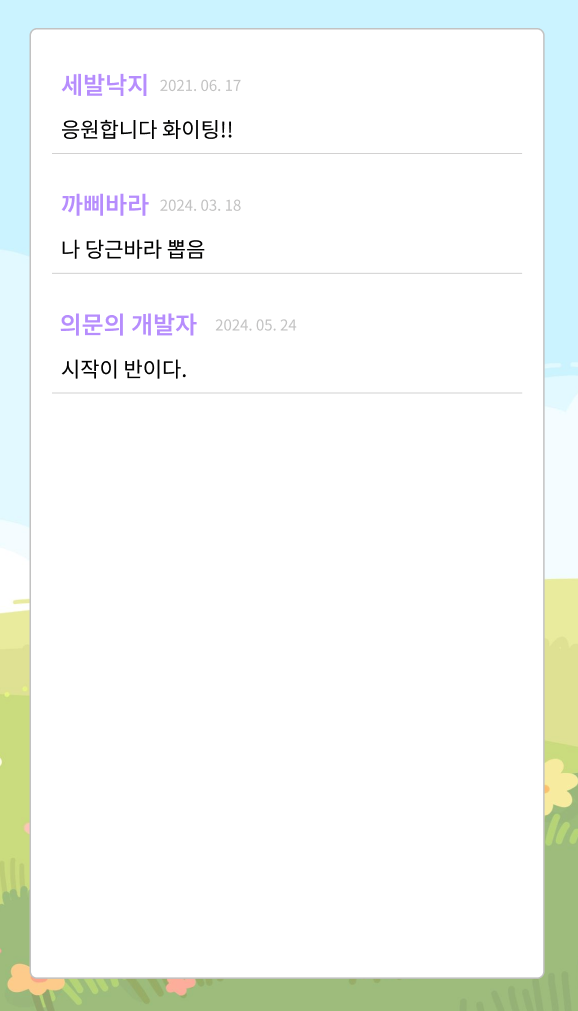 세발낙지 2021. 06. 17
응원합니다 화이팅!!
까삐바라 2024. 03. 18
나 당근바라 뽑음
의문의 개발자 2024. 05. 24
시작이 반이다.